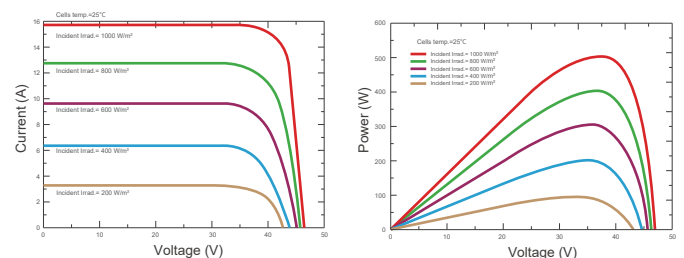 Cells temp.=25℃
16
Incident Irrad.= 1000 W/m²
14
Incident Irrad.= 800 W/m²
12
10
Incident Irrad.= 600 W/m²
8
6
Incident Irrad.= 400 W/m²
4
Incident Irrad.= 200 W/m²
2
0
0 10 20 30 40 50
Current (A)
Voltage (V)
600
Cells temp.=25℃
Incident Irrad.= 1000 W/m²
500
Incident Irrad.= 800 W/m²
Incident Irrad.= 600 W/m²
Incident Irrad.= 400 W/m²
Incident Irrad.= 200 W/m²
400
300
200
100
0
0 10 20 30 40 50
Power (W)
Voltage (V)